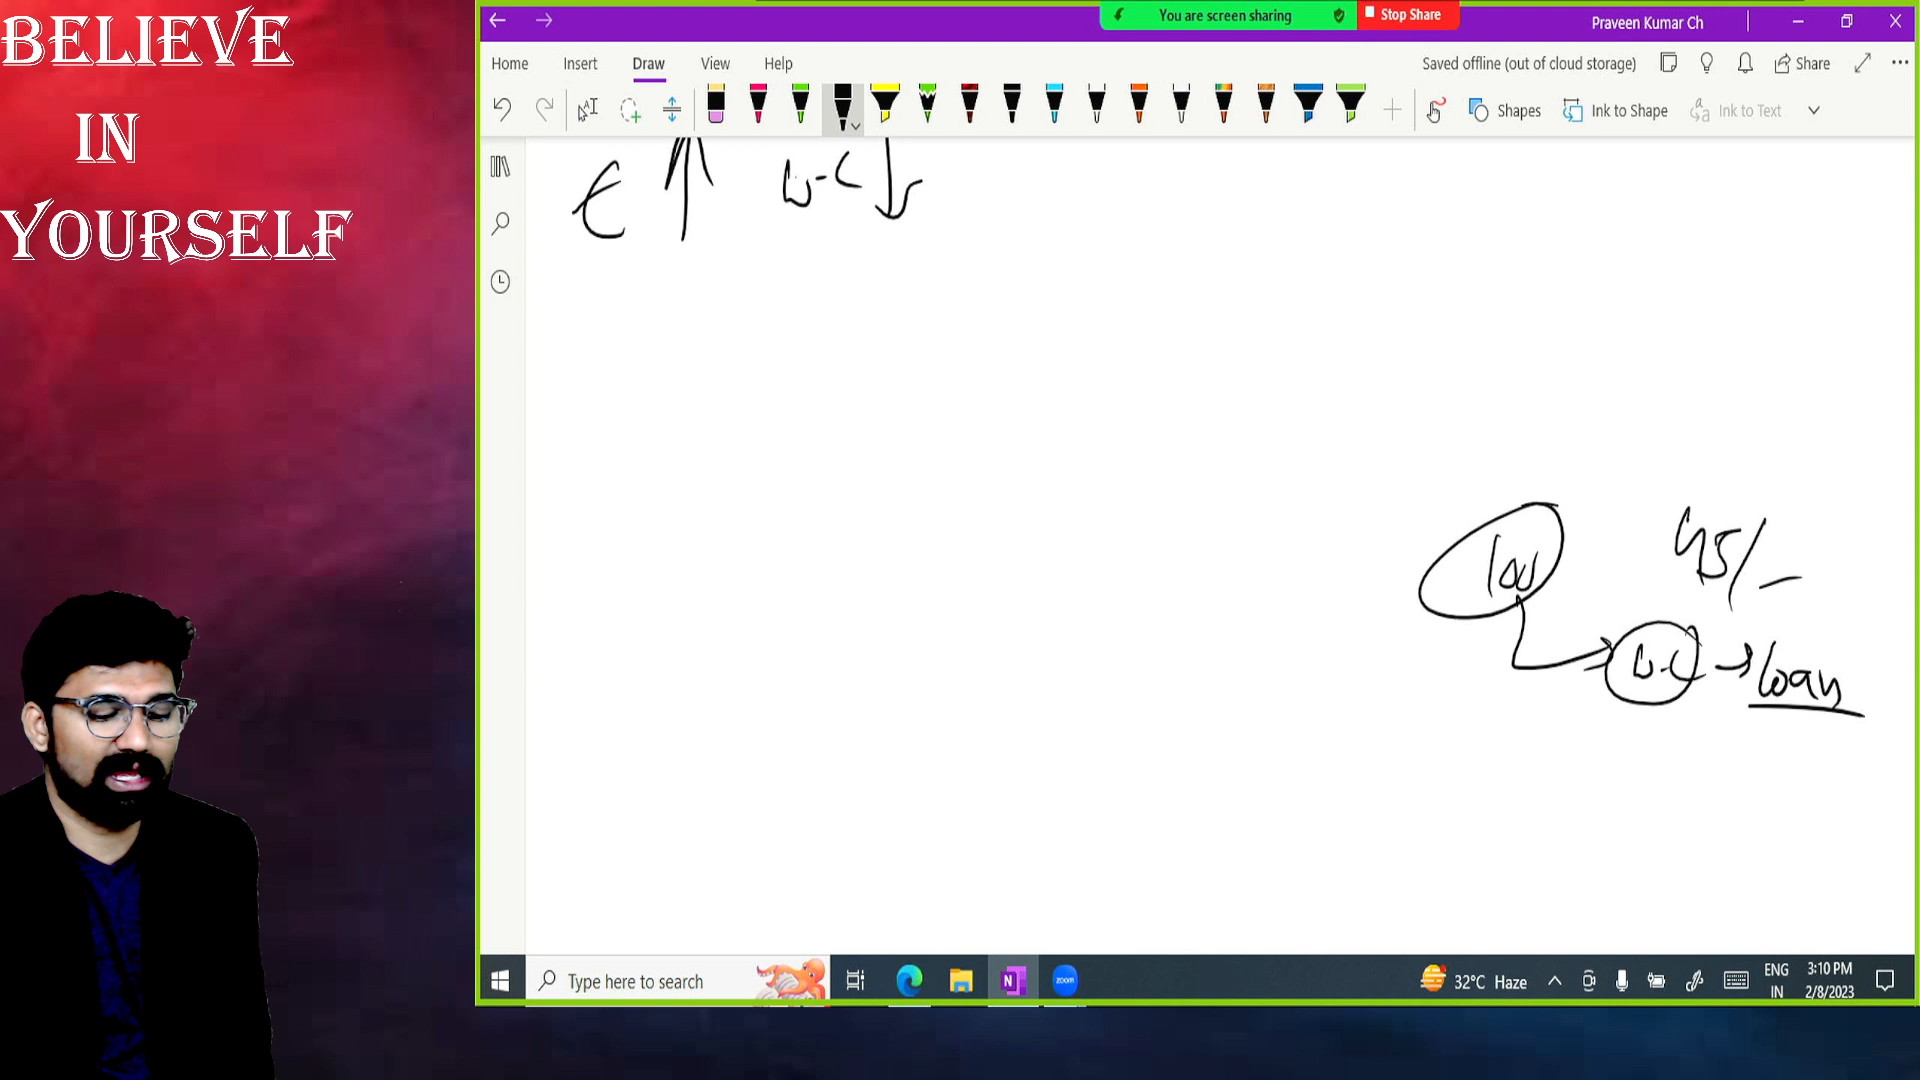 BELIEVE
IN
YOURSELF
You are screen sharing
Stop Share
Praveen Kumar Ch
Home Insert Draw View Help
Saved offline (out of cloud storage)
Share
Shapes
Ink to Shape
Ink to Text
45/-
loan
Type here to search
N
zoom
32°C Haze
ENG
IN
3:10 PM
2/8/2023